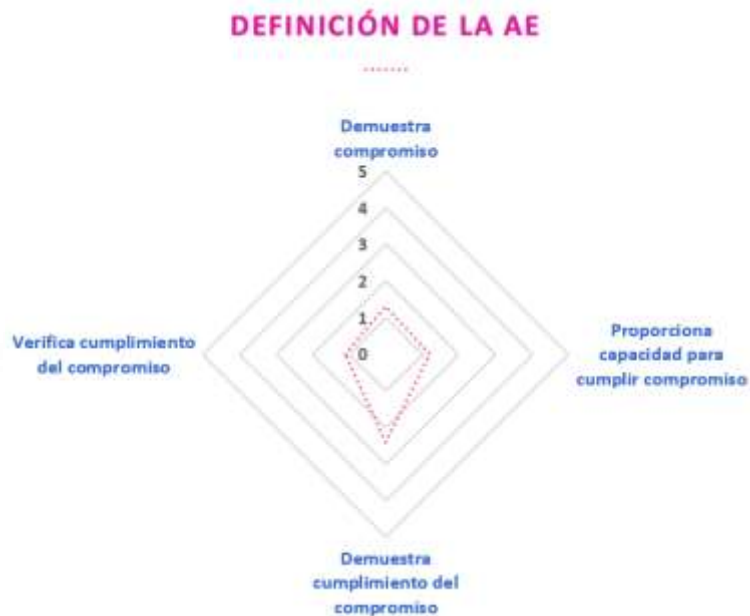 DEFINICIÓN DE LA AE
Demuestra
compromiso
5
4
3
2
1
0
Verifica cumplimiento
del compromiso
Proporciona
capacidad para
cumplir compromiso
Demuestra
cumplimiento del
compromiso